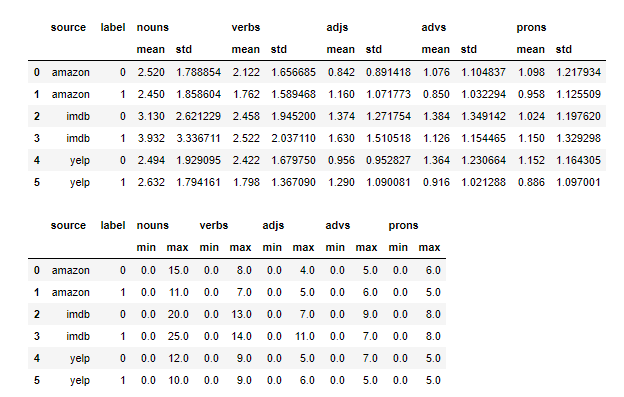 source label nouns verbs adjs advs prons
mean std mean std mean std mean std mean std
0 amazon 0 2.520 1.788854 2.122 1.656685 0.842 0.891418 1.076 1.104837 1.098 1.217934
1 amazon 1 2.450 1.858604 1.762 1.589468 1.160 1.071773 0.850 1.032294 0.958 1.125509
2 imdb 0 3.130 2.621229 2.458 1.945200 1.374 1.271754 1.384 1.349142 1.024 1.197620
3 imdb 1 3.932 3.336711 2.522 2.037110 1.630 1.510518 1.126 1.154465 1.150 1.329298
4 yelp 0 2.494 1.929095 2.422 1.679750 0.956 0.952827 1.364 1.230664 1.152 1.164305
5 yelp 1 2.632 1.794161 1.798 1.367090 1.290 1.090081 0.916 1.021288 0.886 1.097001
source label nouns verbs adjs advs prons
min max min max min max min max min max
0 amazon 0 0.0 15.0 0.0 8.0 0.0 4.0 0.0 5.0 0.0 6.0
1 amazon 1 0.0 11.0 0.0 7.0 0.0 5.0 0.0 6.0 0.0 5.0
2 imdb 0 0.0 20.0 0.0 13.0 0.0 7.0 0.0 9.0 0.0 8.0
3 imdb 1 0.0 25.0 0.0 14.0 0.0 11.0 0.0 7.0 0.0 8.0
4 yelp 0 0.0 12.0 0.0 9.0 0.0 5.0 0.0 7.0 0.0 5.0
5 yelp 1 0.0 10.0 0.0 9.0 0.0 6.0 0.0 5.0 0.0 5.0